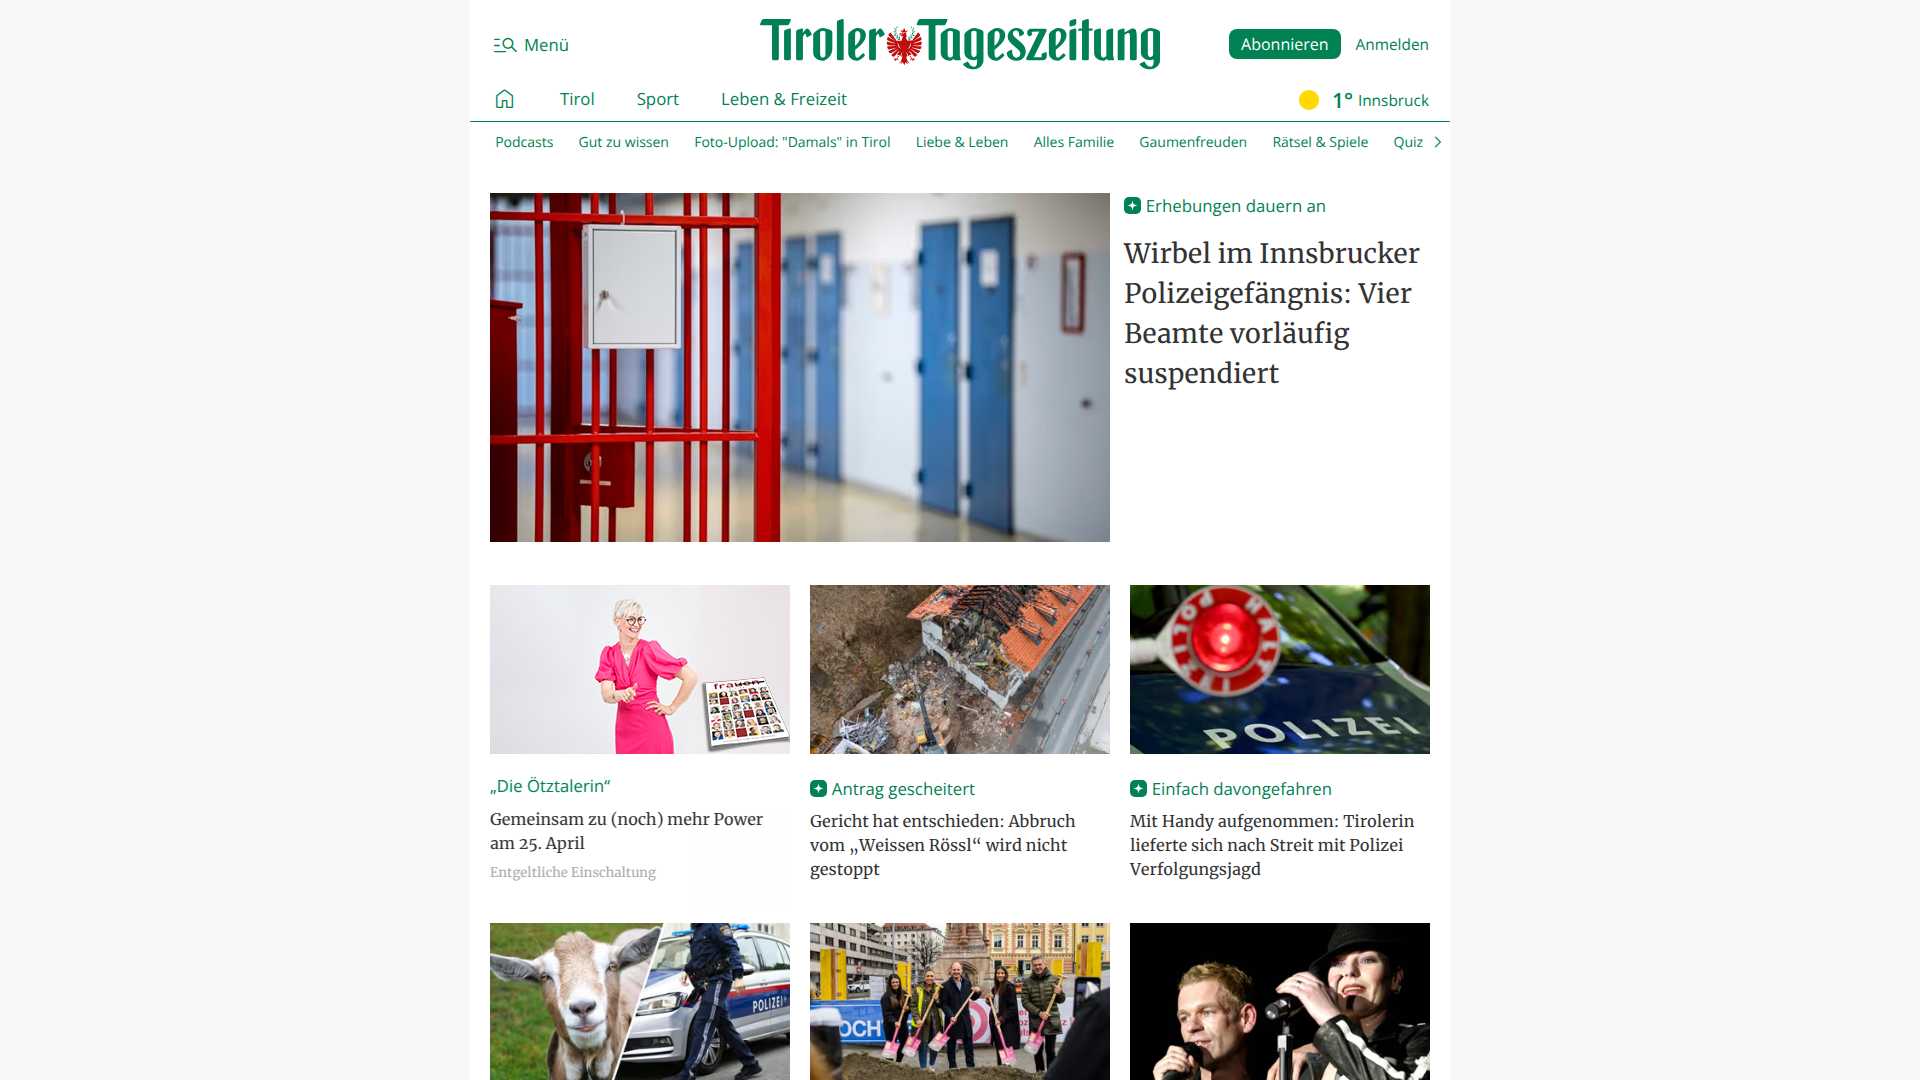 Menü
Tiroler Tageszeitung
Abonnieren
Anmelden
Tirol
Sport
Leben & Freizeit
1° Innsbruck
Podcasts
Gut zu wissen
Foto-Upload: "Damals" in Tirol
Liebe & Leben
Alles Familie
Gaumenfreuden
Rätsel & Spiele
Quiz
Erhebungen dauern an
Wirbel im Innsbrucker
Polizeigefängnis: Vier
Beamte vorläufig
suspendiert
frauen
„Die Ötztalerin“
Gemeinsam zu (noch) mehr Power
am 25. April
Entgeltliche Einschaltung
Antrag gescheitert
Gericht hat entschieden: Abbruch
vom „Weissen Rössl“ wird nicht
gestoppt
HALT
POLIZEI
Einfach davongefahren
Mit Handy aufgenommen: Tirolerin
lieferte sich nach Streit mit Polizei
Verfolgungsjagd
POLIZEI